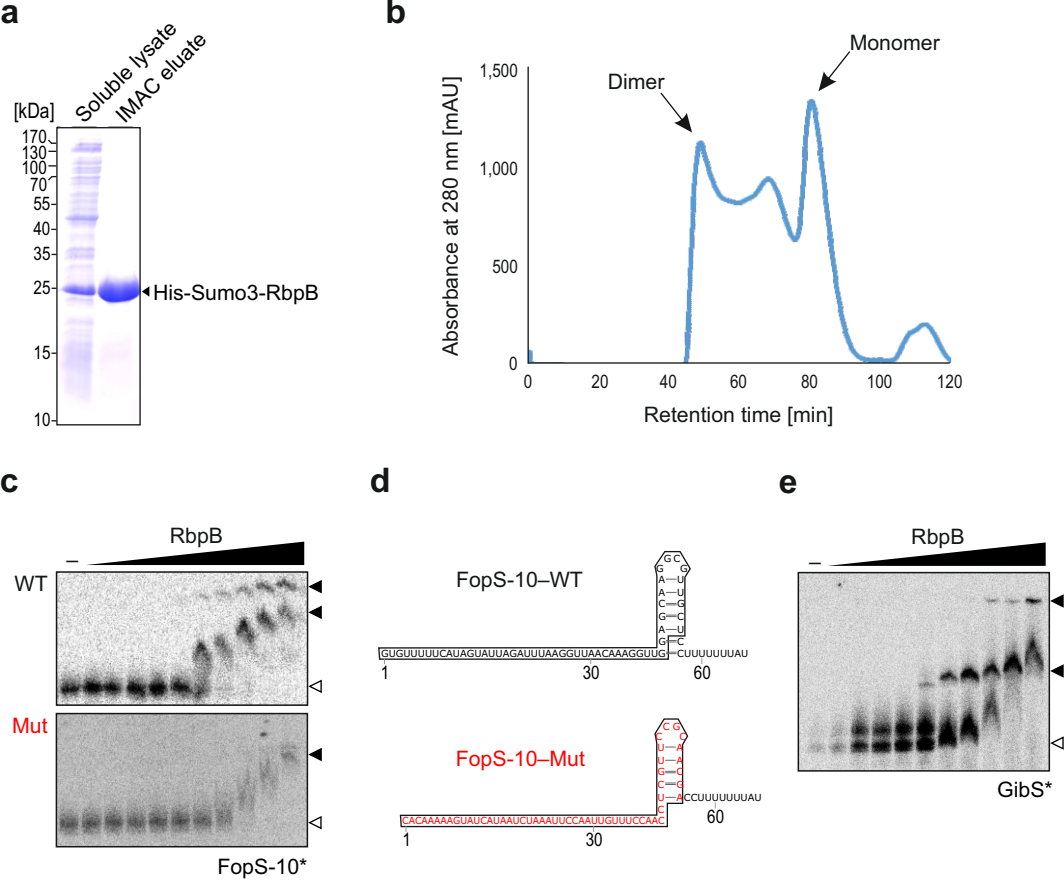 a
[kDa]
Soluble lysate
IMAC eluate
170
130
100
70
55
40
35
25
15
10
His-Sumo3-RbpB
b
Absorbance at 280 nm [mAU]
1,500
1,000
500
0
Dimer
Monomer
0 20 40 60 80 100 120
Retention time [min]
c
RbpB
–
WT
Mut
FopS-10*
d
FopS-10–WT
G C
G G
A U
A U
C G
G C
A U
G C
GUGUUUUUCAUAGUAUUAGAUUUAAGGUUAACAAAGGUUG CUUUUUUUAU
1 30 60
FopS-10–Mut
C G
C C
U A
U A
G C
C G
U A CCUUUUUUUAU
C
CACAAAAAGUAUCAUAAUCUAAAUUCCAAUUGUUUCCAAC
1 30 60
e
RbpB
–
GibS*